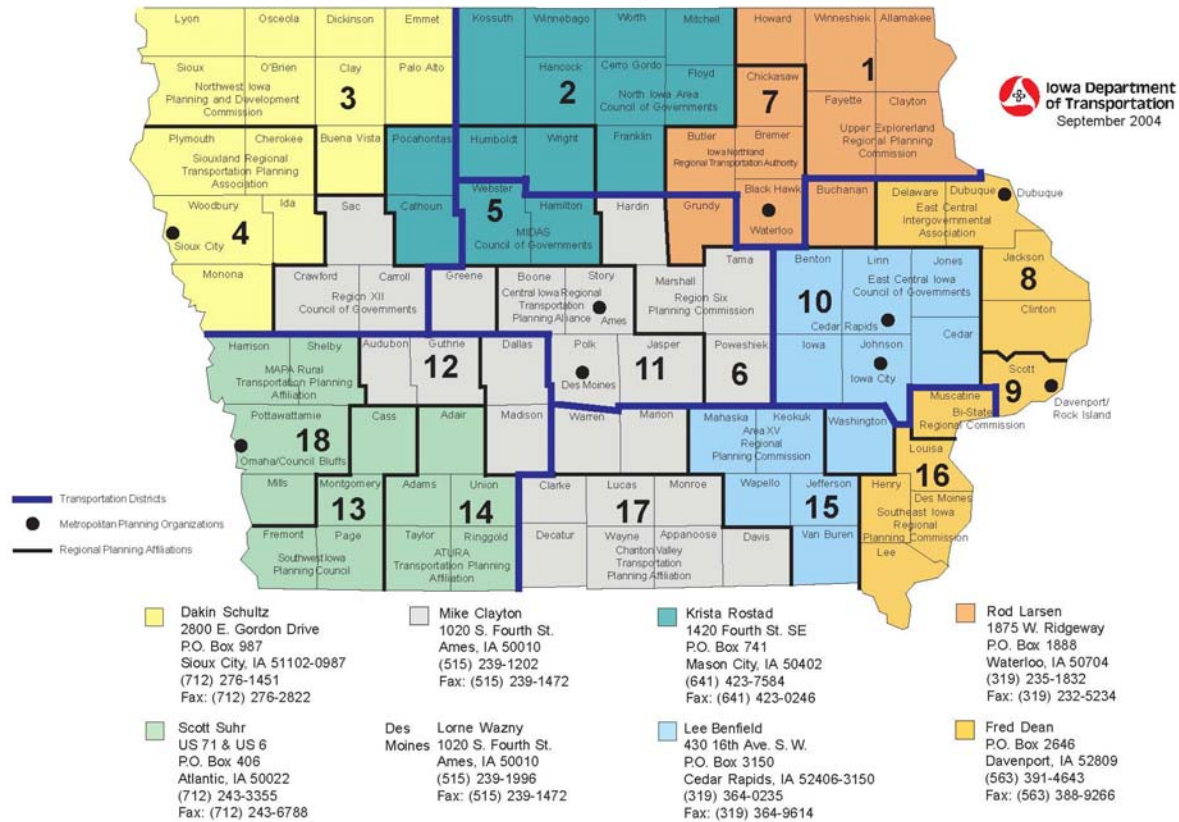 Lyon
Osceola
Dickinson
Emmet
Kossuth
Winnebago
Worth
Mitchell
Howard
Winneshiek
Allamakee
Sioux
O'Brien
Clay
Palo Alto
Hancock
Cerro Gordo
Floyd
Chickasaw
1
Northwest Iowa
Planning and Development
Commission
3
2
North Iowa Area
Council of Governments
7
Fayette
Clayton
Upper Explorerland
Regional Planning
Commission
Iowa Department
of Transportation
September 2004
Plymouth
Cherokee
Buena Vista
Pocahontas
Humboldt
Wright
Franklin
Butler
Bremer
Siouxland Regional
Transportation Planning
Association
Iowa Northland
Regional Transportation Authority
Woodbury
Ida
Sac
Calhoun
Webster
Hamilton
Hardin
Grundy
Black Hawk
Buchanan
Delaware
Dubuque
Dubuque
4
Sioux City
5
MIDAS
Council of Governments
Waterloo
East Central
Intergovernmental
Association
Monona
Crawford
Carroll
Greene
Boone
Story
Marshall
Tama
Benton
Linn
Jones
Jackson
Region XII
Council of Governments
Central Iowa Regional
Transportation
Planning Alliance
Ames
Region Six
Planning Commission
10
East Central Iowa
Council of Governments
8
Clinton
Cedar Rapids
Harrison
Shelby
Audubon
Guthrie
Dallas
Polk
Jasper
Poweshiek
Iowa
Johnson
Cedar
Scott
MAPA Rural
Transportation Planning
Affiliation
12
Des Moines
11
6
Iowa City
9
Davenport/
Rock Island
Pottawattamie
Cass
Adair
Madison
Warren
Marion
Mahaska
Keokuk
Washington
Muscatine
Bi-State
Regional Commission
18
Omaha/Council Bluffs
Area XV
Regional
Planning Commission
Louisa
16
Mills
Montgomery
Adams
Union
Clarke
Lucas
Monroe
Wapello
Jefferson
Henry
Des Moines
13
14
17
15
Southeast Iowa
Regional
Planning Commission
Fremont
Page
Taylor
Ringgold
Decatur
Wayne
Appanoose
Davis
Van Buren
Lee
Southwest Iowa
Planning Council
ATURA
Transportation Planning
Affiliation
Chariton Valley
Transportation
Planning Affiliation
Transportation Districts
Metropolitan Planning Organizations
Regional Planning Affiliations
Dakin Schultz
2800 E. Gordon Drive
P.O. Box 987
Sioux City, IA 51102-0987
(712) 276-1451
Fax: (712) 276-2822
Mike Clayton
1020 S. Fourth St.
Ames, IA 50010
(515) 239-1202
Fax: (515) 239-1472
Krista Rostad
1420 Fourth St. SE
P.O. Box 741
Mason City, IA 50402
(641) 423-7584
Fax: (641) 423-0246
Rod Larsen
1875 W. Ridgeway
P.O. Box 1888
Waterloo, IA 50704
(319) 235-1832
Fax: (319) 232-5234
Scott Suhr
US 71 & US 6
P.O. Box 406
Atlantic, IA 50022
(712) 243-3355
Fax: (712) 243-6788
Des
Moines
Lorne Wazny
1020 S. Fourth St.
Ames, IA 50010
(515) 239-1996
Fax: (515) 239-1472
Lee Benfield
430 16th Ave. S. W.
P.O. Box 3150
Cedar Rapids, IA 52406-3150
(319) 364-0235
Fax: (319) 364-9614
Fred Dean
P.O. Box 2646
Davenport, IA 52809
(563) 391-4643
Fax: (563) 388-9266